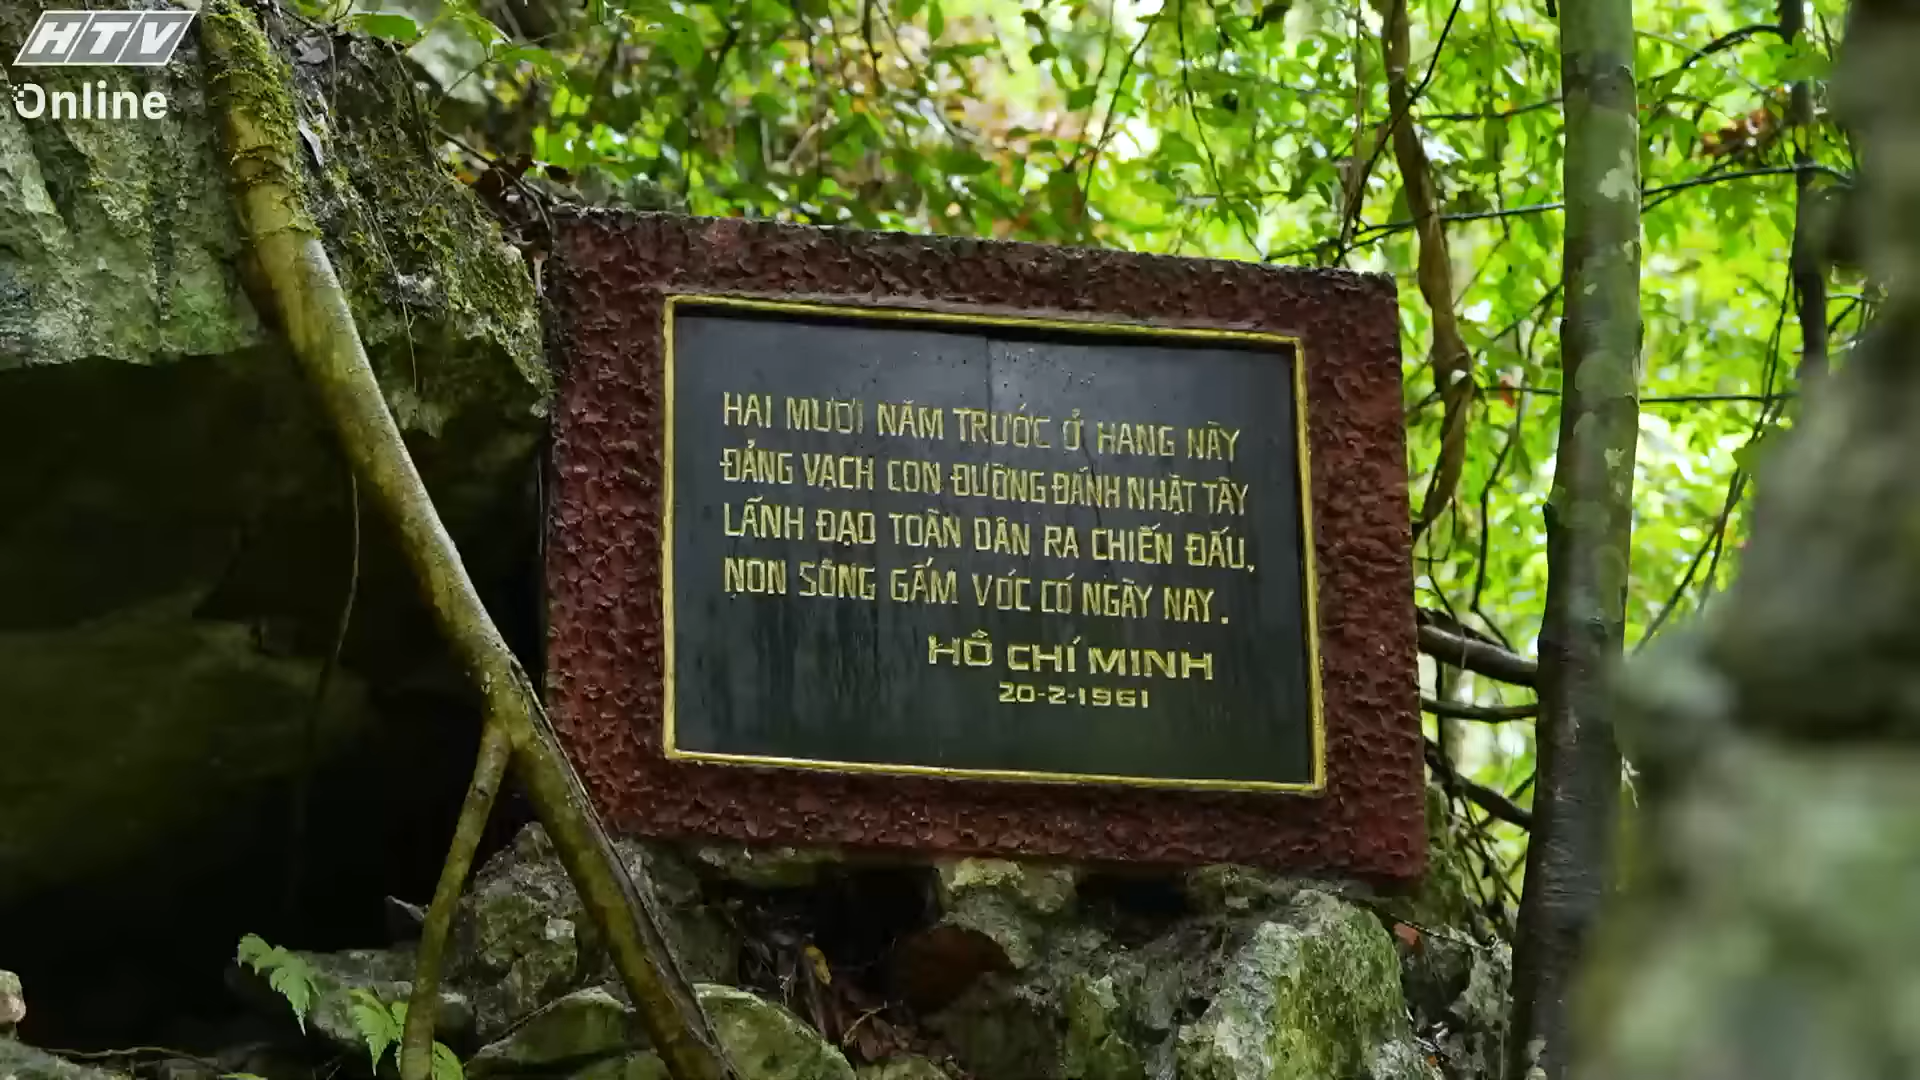 HTV
Online
HAI MƯƠI NĂM TRƯỚC Ở HANG NÀY
ĐẢNG VẠCH CON ĐƯỜNG ĐÁNH NHẬT TÂY
LÃNH ĐẠO TOÀN DÂN RA CHIẾN ĐẤU,
NON SÔNG GẤM VÓC CÓ NGÀY NAY.
HỒ CHÍ MINH
20-2-1961